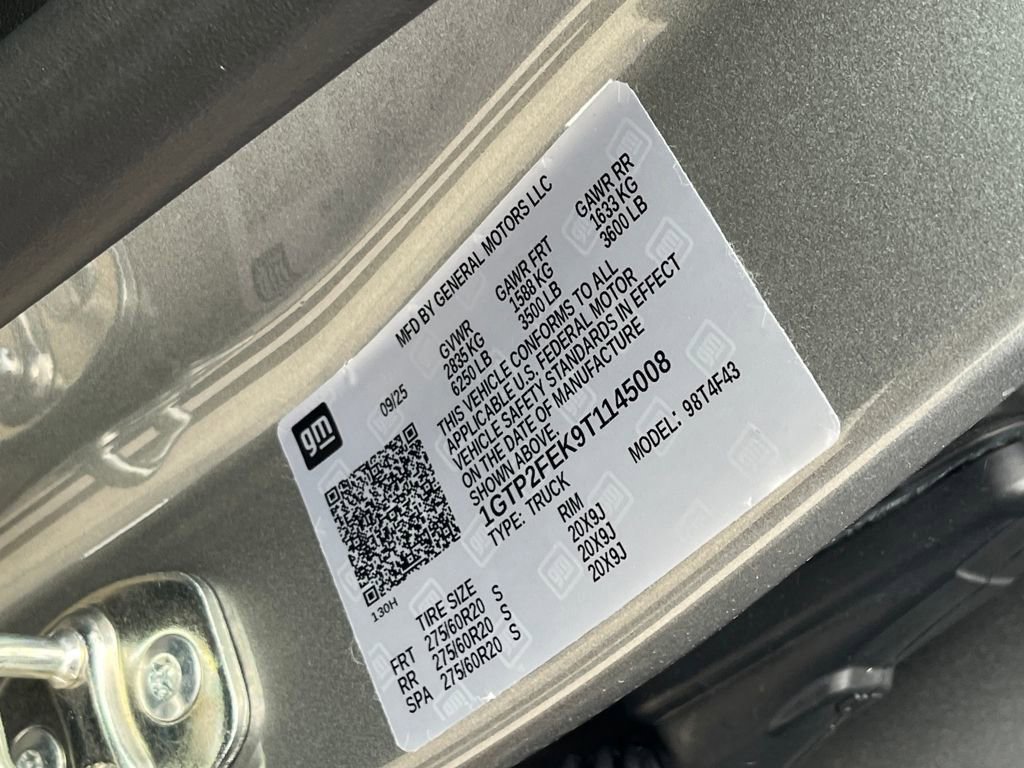 MFD BY GENERAL MOTORS LLC
gm
09/25
GVWR GAWR FRT GAWR RR
2835 KG 1588 KG 1633 KG
6250 LB 3500 LB 3600 LB
THIS VEHICLE CONFORMS TO ALL
APPLICABLE U.S. FEDERAL MOTOR
VEHICLE SAFETY STANDARDS IN EFFECT
ON THE DATE OF MANUFACTURE
SHOWN ABOVE.
1GTP2FEK9T1145008
TYPE: TRUCK MODEL: 98T4F43
130H
TIRE SIZE RIM
FRT 275/60R20 S 20X9J
RR 275/60R20 S 20X9J
SPA 275/60R20 S 20X9J